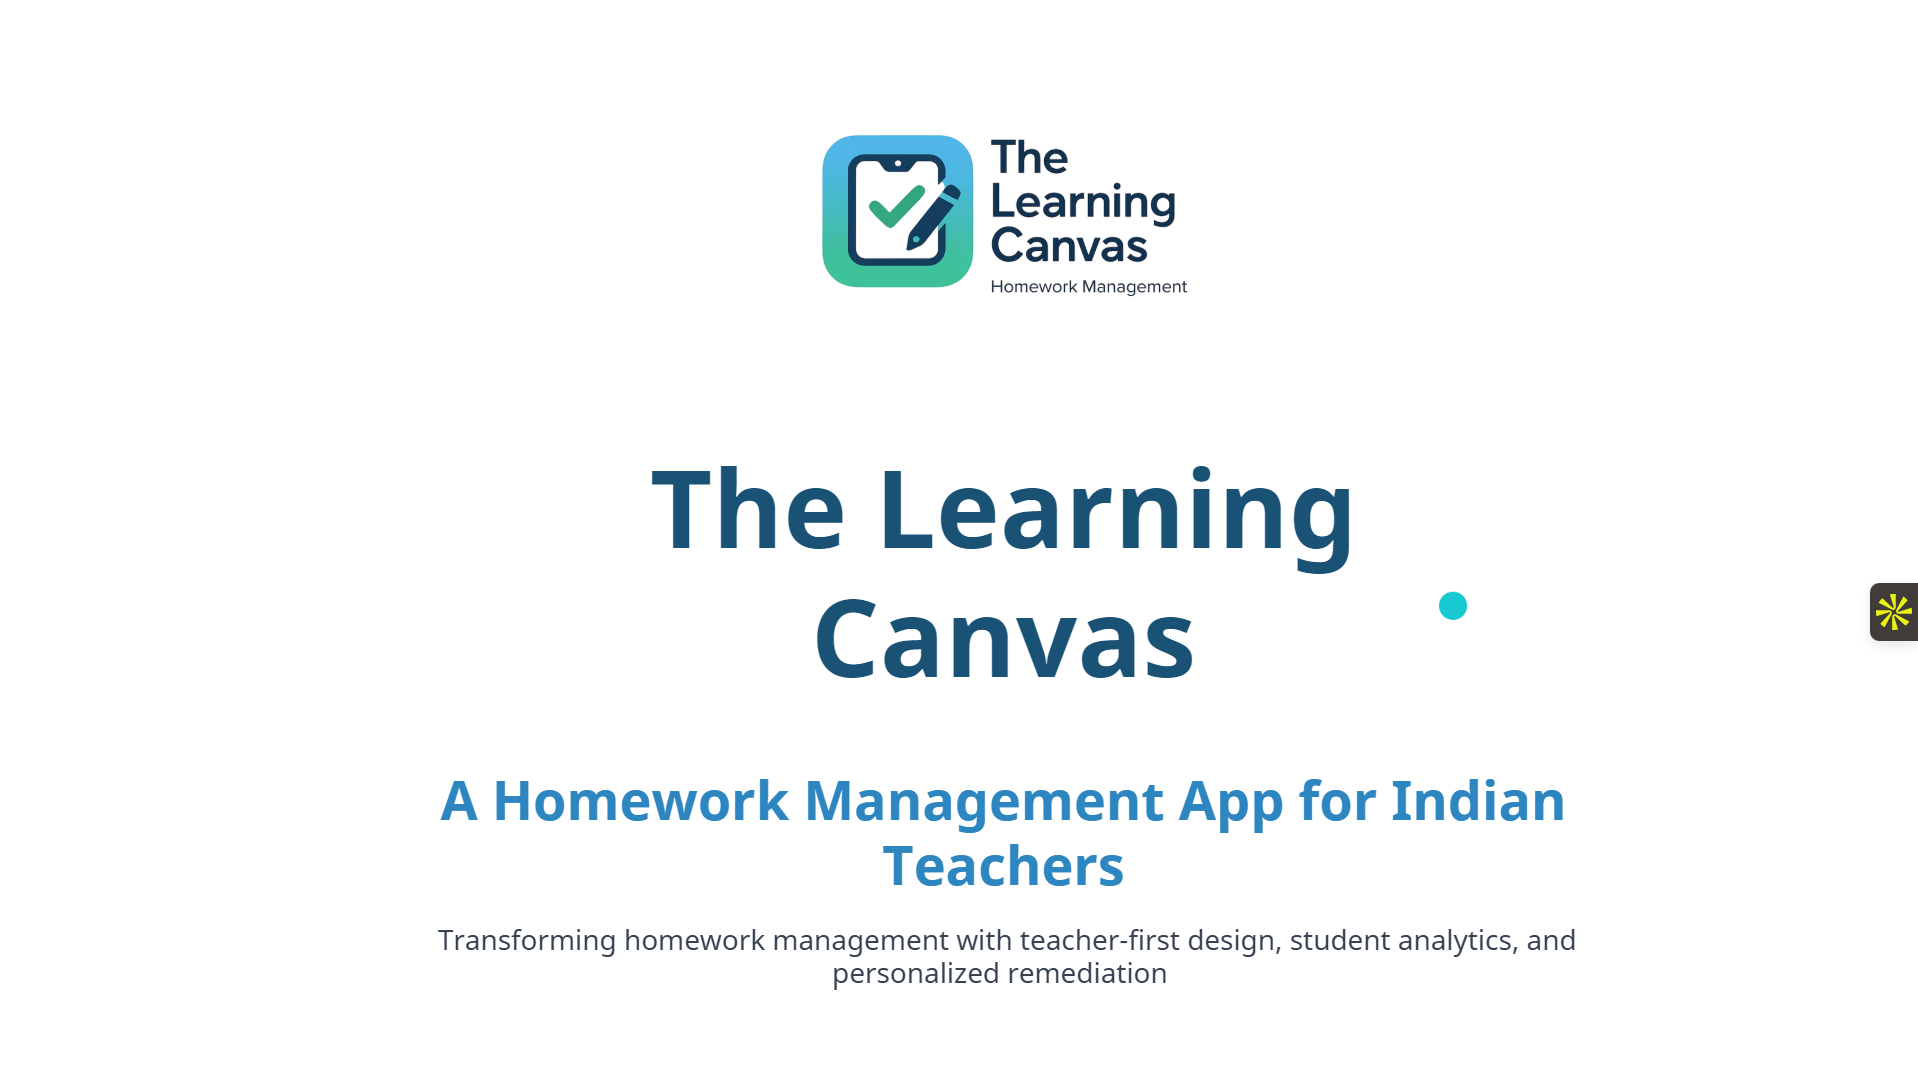 The
Learning
Canvas
Homework Management
The Learning
Canvas
A Homework Management App for Indian
Teachers
Transforming homework management with teacher-first design, student analytics, and
personalized remediation